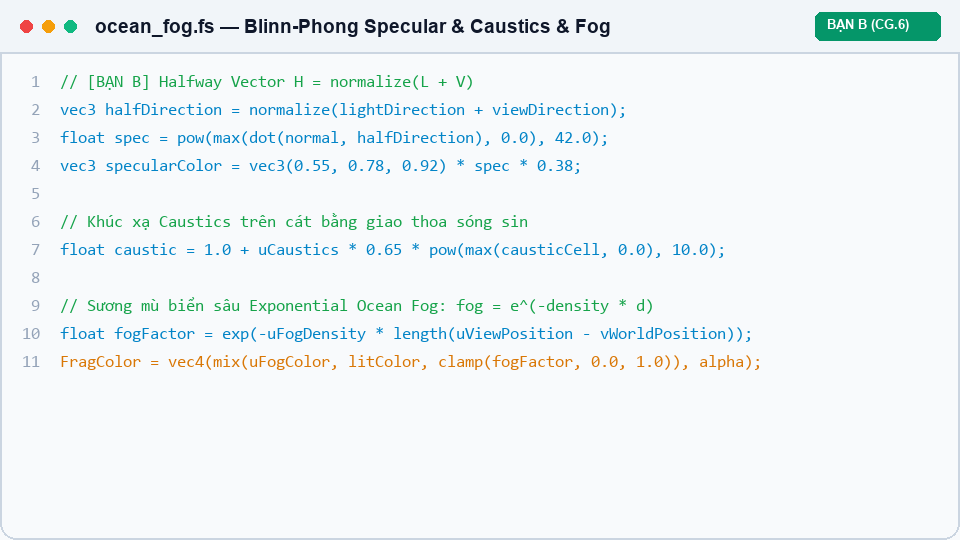 ocean_fog.fs — Blinn-Phong Specular & Caustics & Fog
BẠN B (CG.6)
1 // [BẠN B] Halfway Vector H = normalize(L + V)
2 vec3 halfDirection = normalize(lightDirection + viewDirection);
3 float spec = pow(max(dot(normal, halfDirection), 0.0), 42.0);
4 vec3 specularColor = vec3(0.55, 0.78, 0.92) * spec * 0.38;
5
6 // Khúc xạ Caustics trên cát bằng giao thoa sóng sin
7 float caustic = 1.0 + uCaustics * 0.65 * pow(max(causticCell, 0.0), 10.0);
8
9 // Sương mù biển sâu Exponential Ocean Fog: fog = e^(-density * d)
10 float fogFactor = exp(-uFogDensity * length(uViewPosition - vWorldPosition));
11 FragColor = vec4(mix(uFogColor, litColor, clamp(fogFactor, 0.0, 1.0)), alpha);